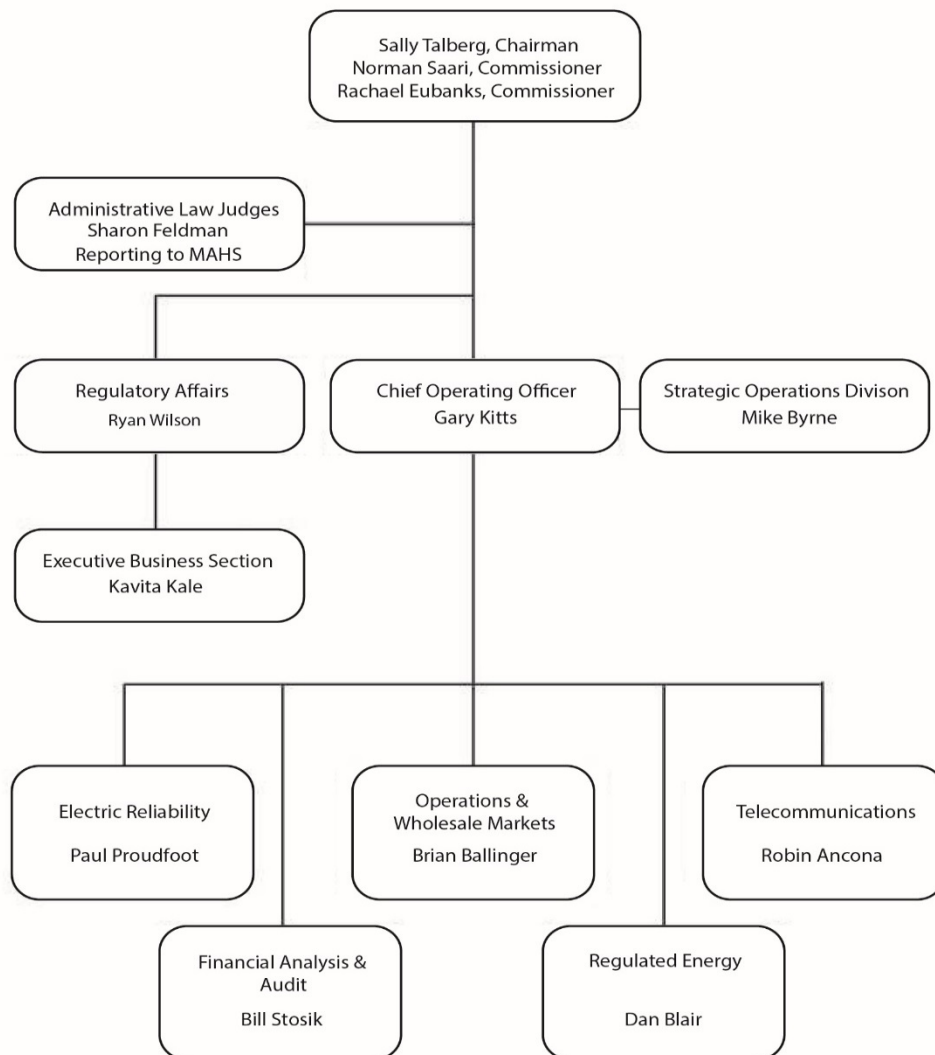 Sally Talberg, Chairman
Norman Saari, Commissioner
Rachael Eubanks, Commissioner
Administrative Law Judges
Sharon Feldman
Reporting to MAHS
Regulatory Affairs
Ryan Wilson
Chief Operating Officer
Gary Kitts
Strategic Operations Divison
Mike Byrne
Executive Business Section
Kavita Kale
Electric Reliability
Paul Proudfoot
Operations &
Wholesale Markets
Brian Ballinger
Telecommunications
Robin Ancona
Financial Analysis &
Audit
Bill Stosik
Regulated Energy
Dan Blair